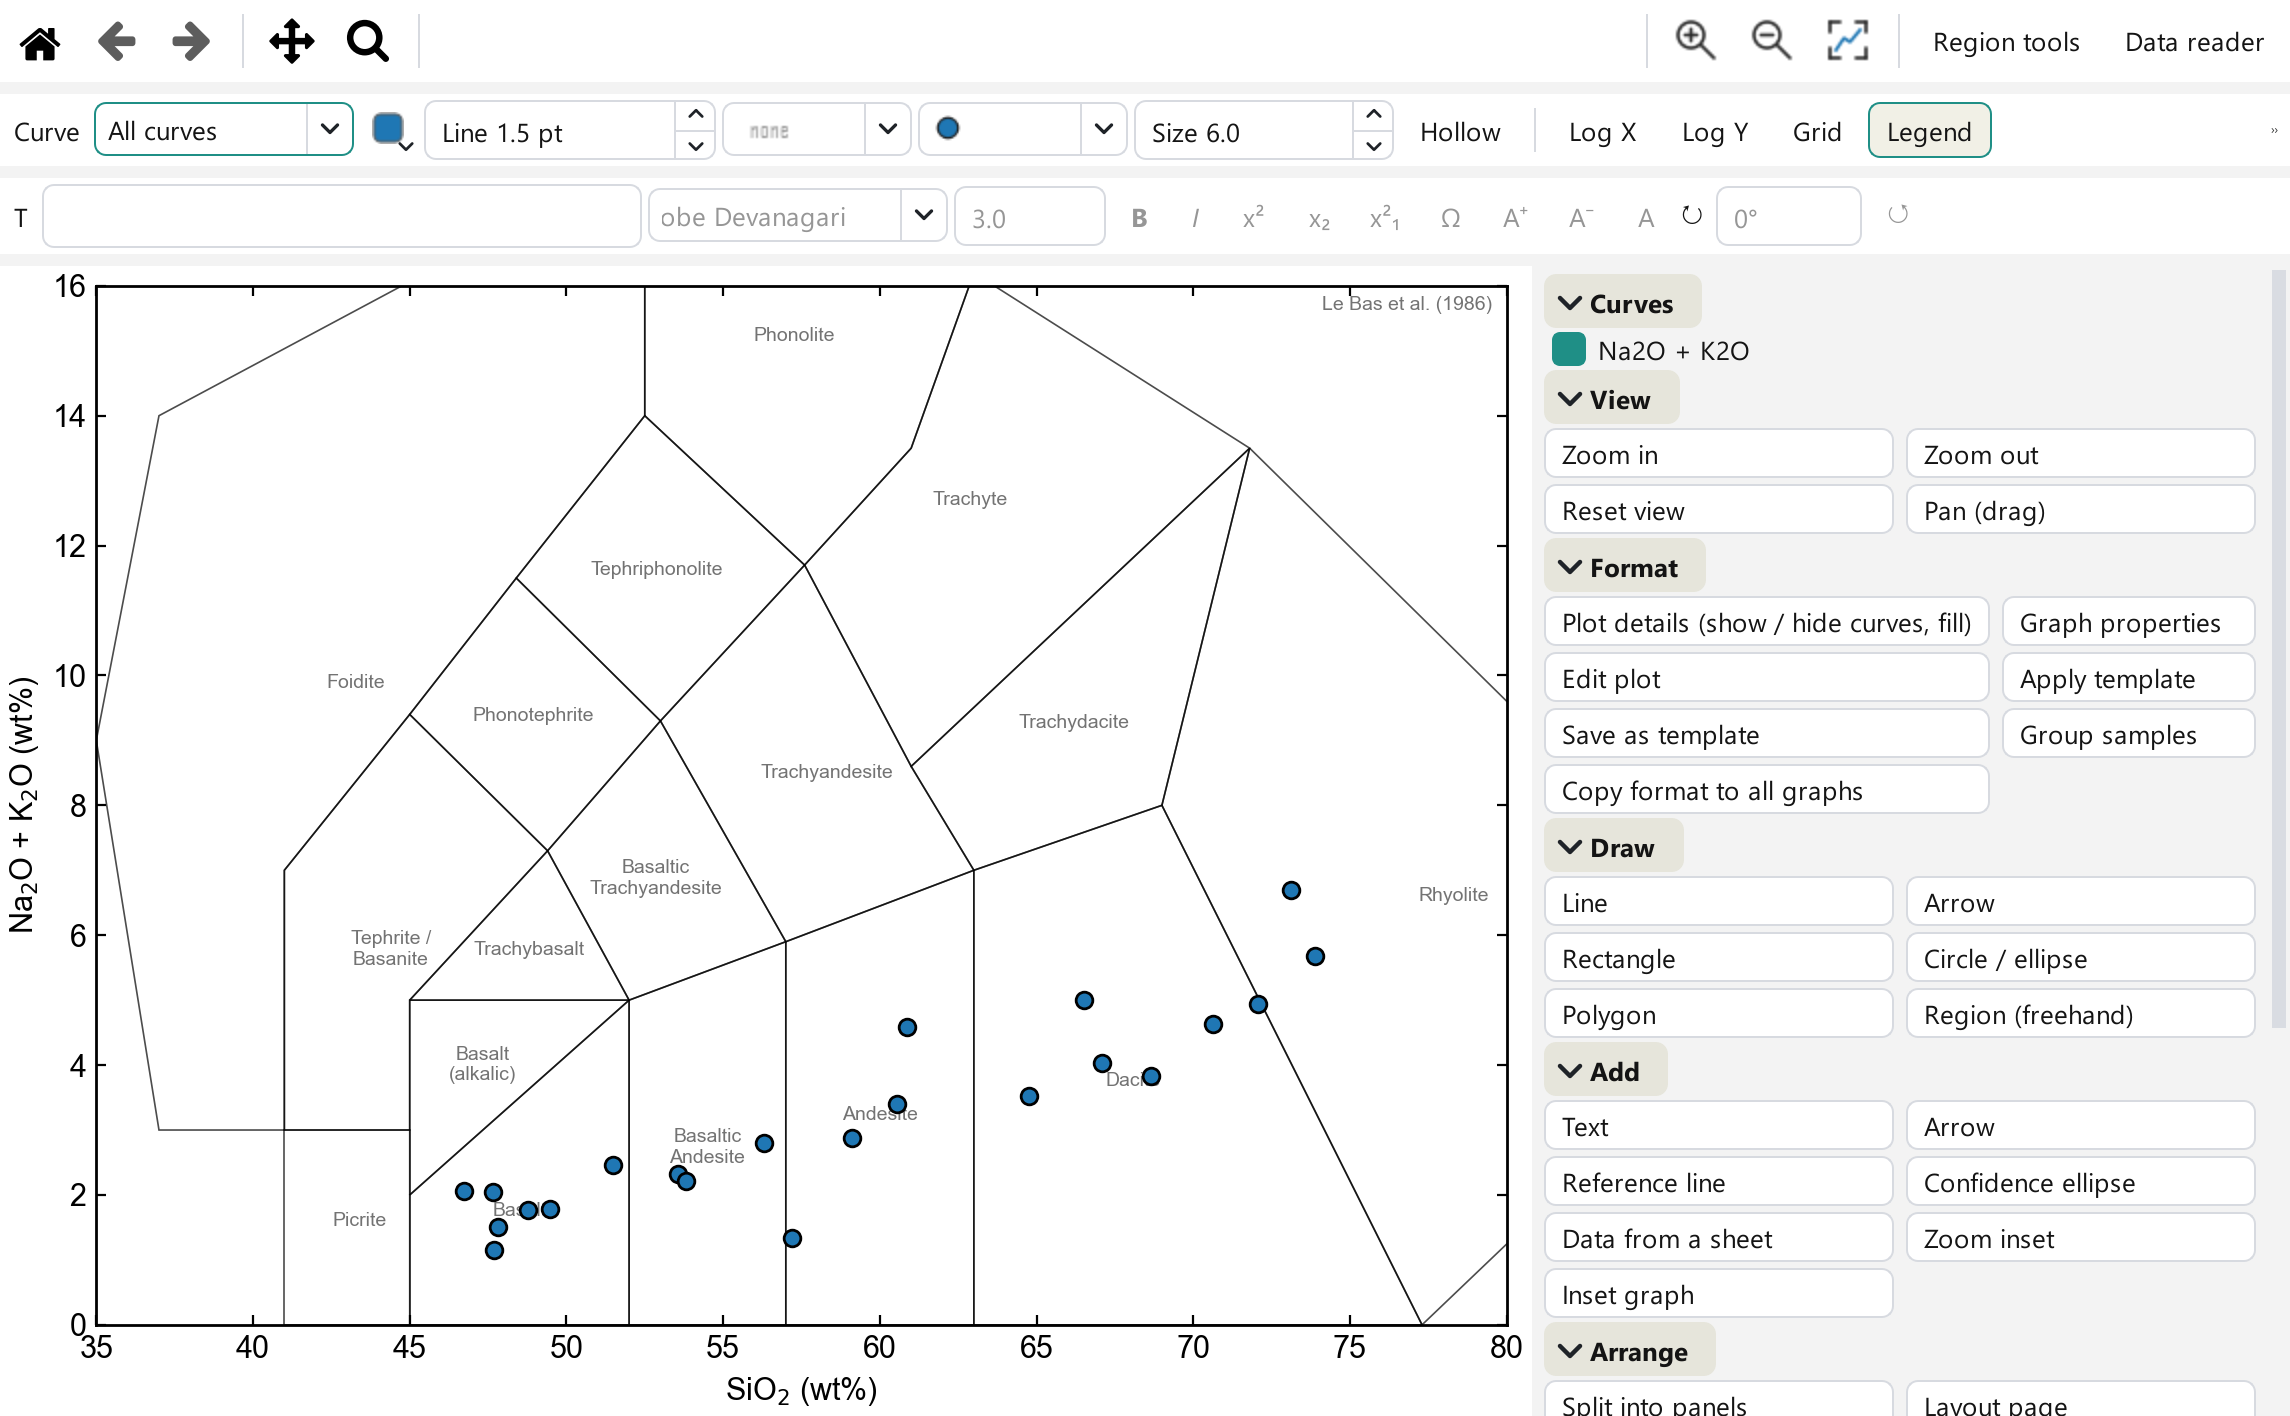 Region tools
Data reader
Curve
All curves
Line 1.5 pt
none
Size 6.0
Hollow
Log X
Log Y
Grid
Legend
»
T
obe Devanagari
3.0
B
I
x²
x₂
x²₁
Ω
A⁺
A⁻
A
0°
16
14
12
10
8
6
4
2
0
Na₂O + K₂O (wt%)
Le Bas et al. (1986)
Phonolite
Trachyte
Tephriphonolite
Foidite
Phonotephrite
Trachydacite
Trachyandesite
Basaltic
Trachyandesite
Rhyolite
Tephrite /
Basanite
Trachybasalt
Basalt
(alkalic)
Andesite
Basaltic
Andesite
Picrite
35
40
45
50
55
60
65
70
75
80
SiO₂ (wt%)
Curves
Na2O + K2O
View
Zoom in
Zoom out
Reset view
Pan (drag)
Format
Plot details (show / hide curves, fill)
Graph properties
Edit plot
Apply template
Save as template
Group samples
Copy format to all graphs
Draw
Line
Arrow
Rectangle
Circle / ellipse
Polygon
Region (freehand)
Add
Text
Arrow
Reference line
Confidence ellipse
Data from a sheet
Zoom inset
Inset graph
Arrange
Split into panels
Layout page